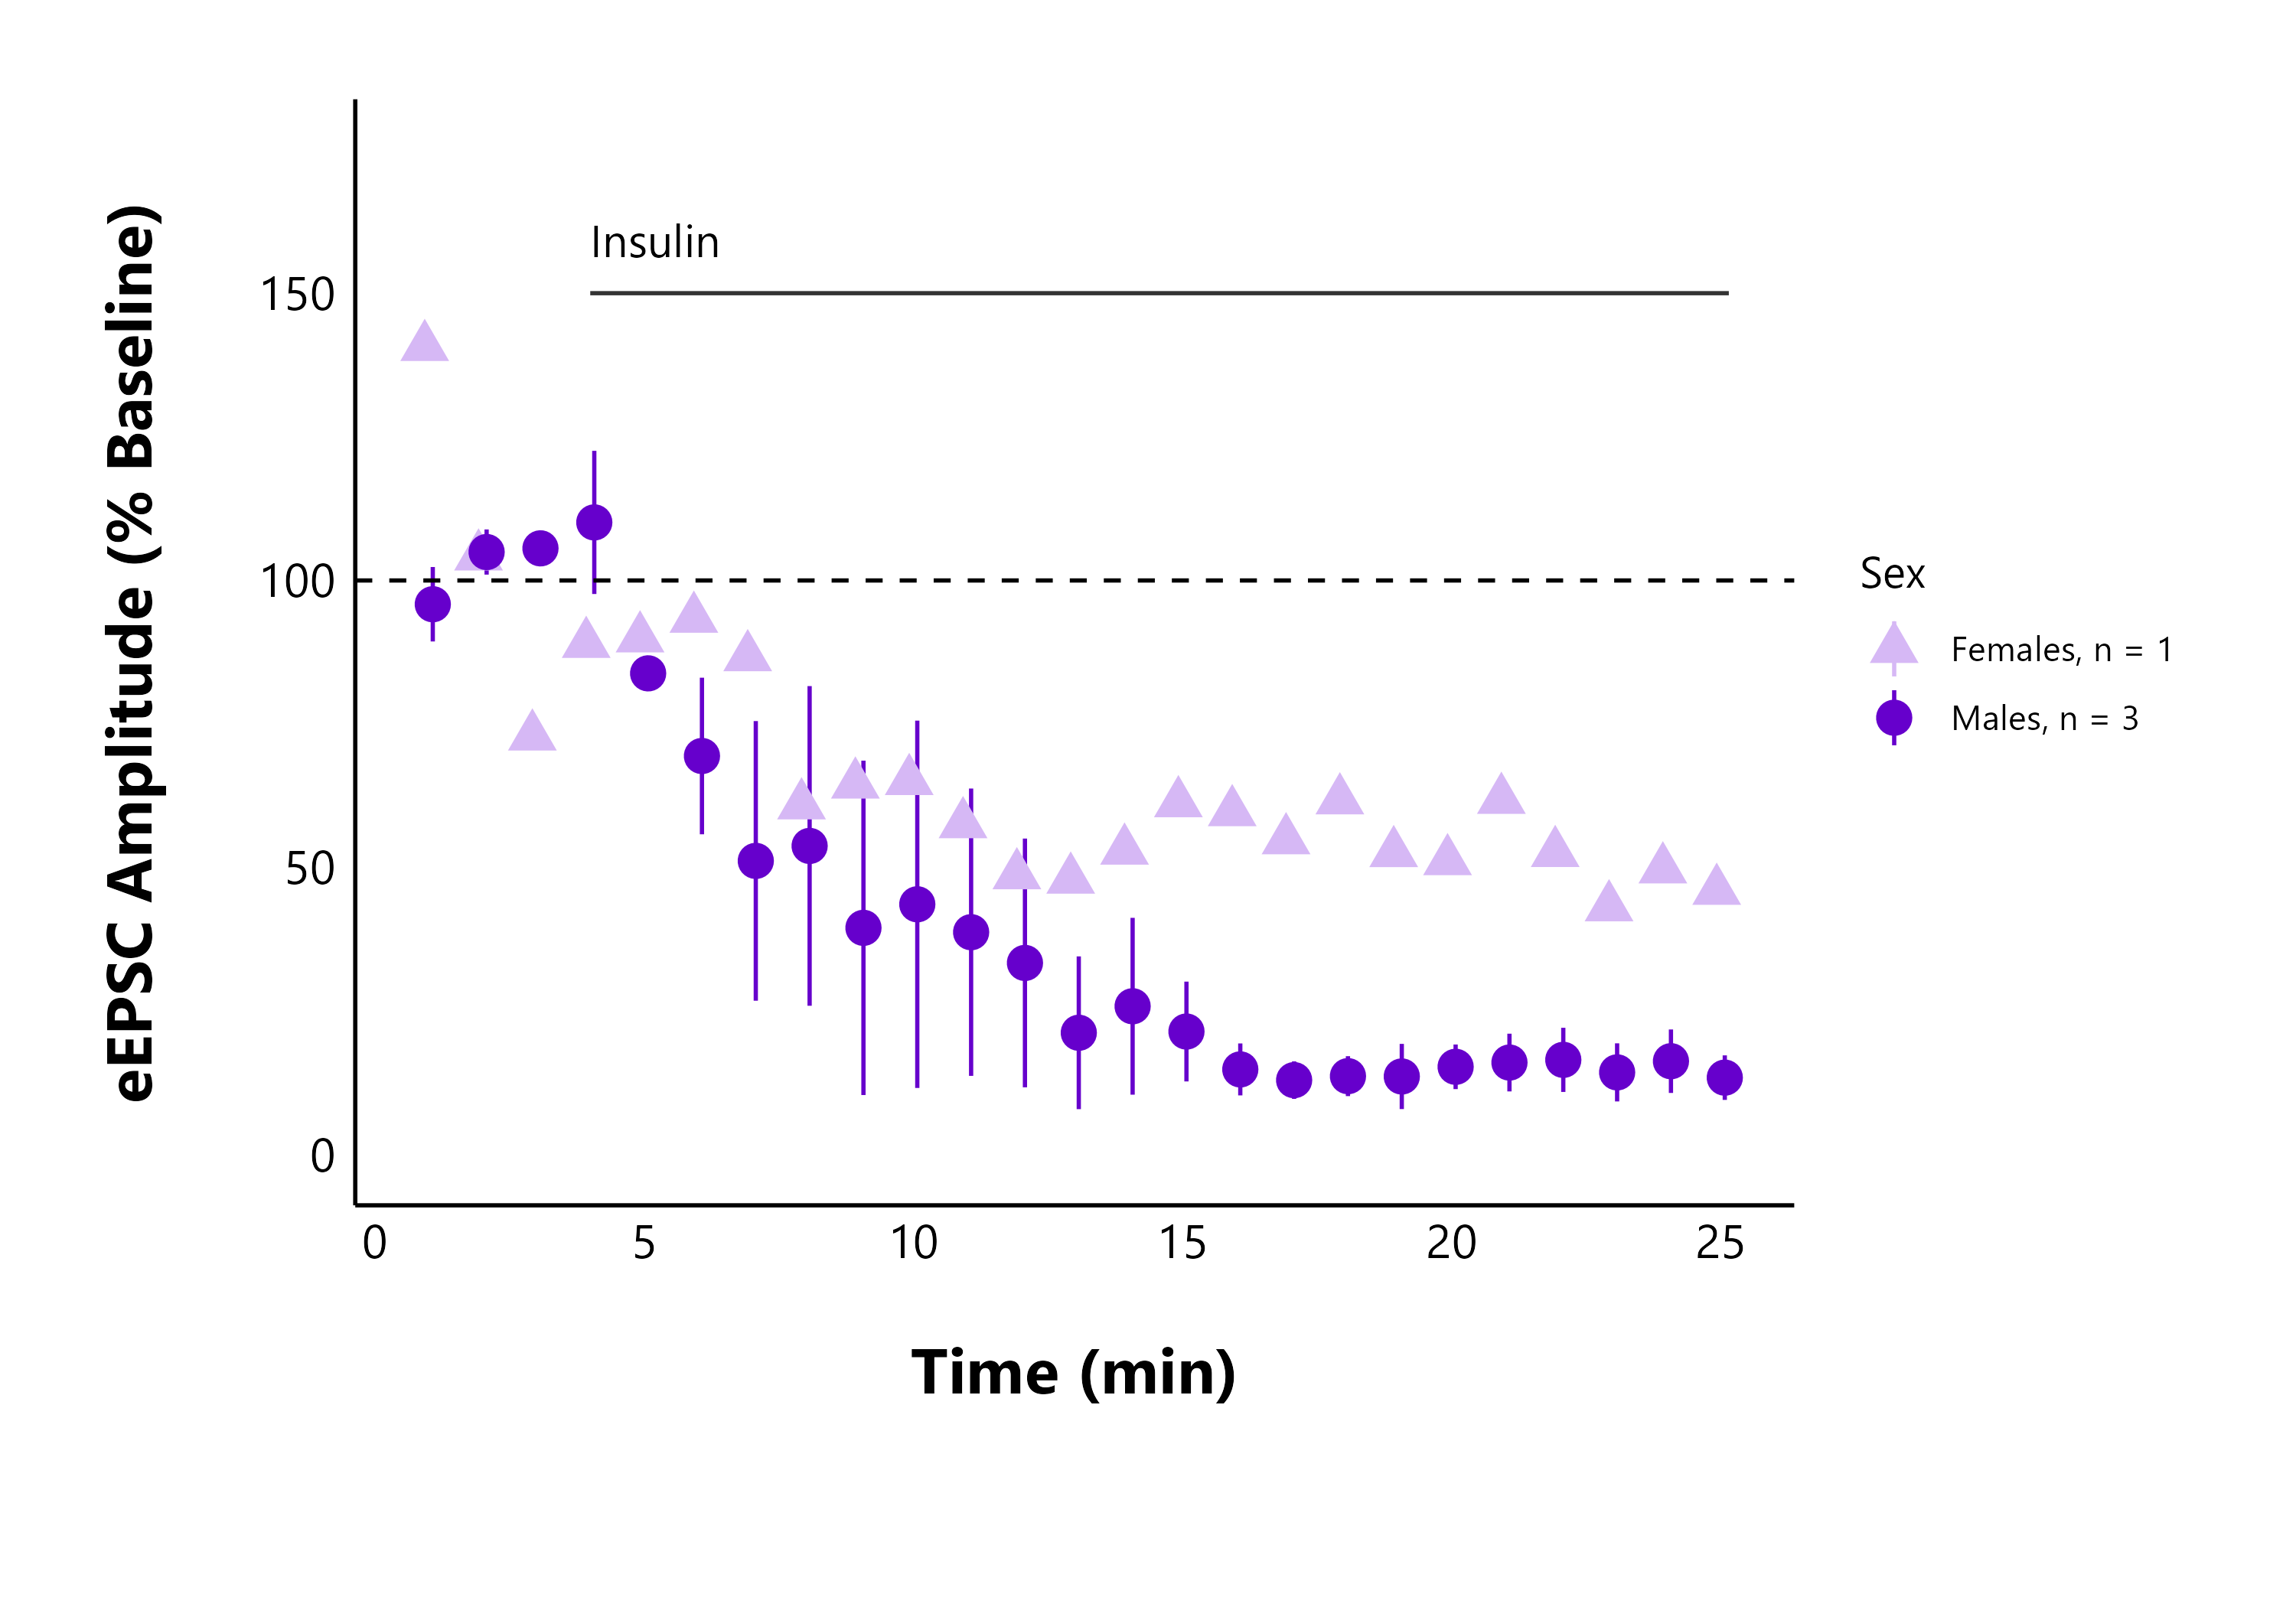 eEPSC Amplitude (% Baseline)
150
100
50
0
Insulin
0 5 10 15 20 25
Time (min)
Sex
Females, n = 1
Males, n = 3